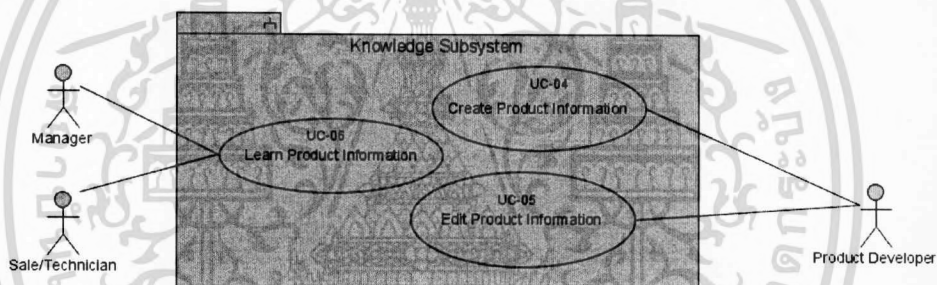 Knowledge Subsystem
UC-04
Create Product Information
Manager
UC-06
Learn Product Information
UC-05
Edit Product Information
Sale/Technician
Product Developer